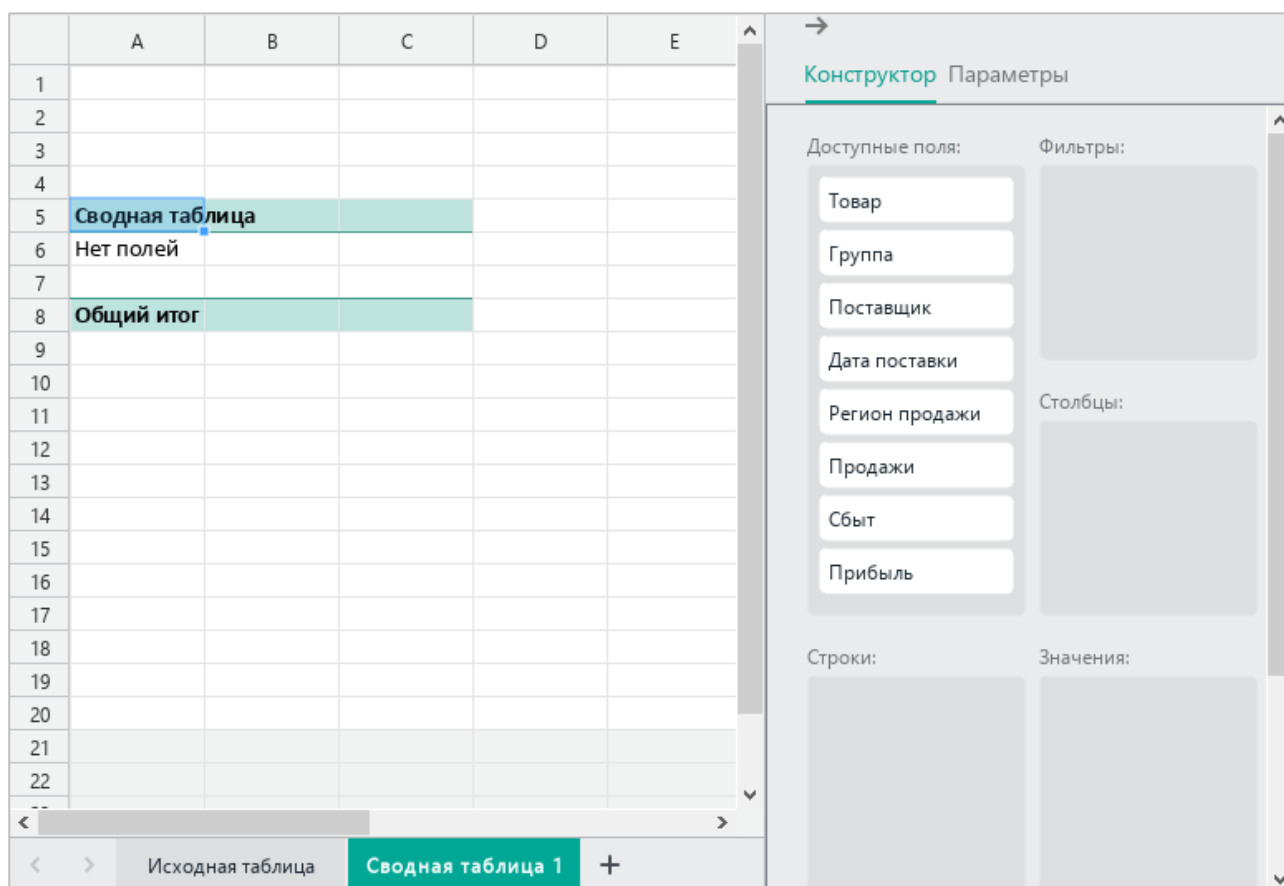 A B C D E
1
2
3
4
5 Сводная таблица
6 Нет полей
7
8 Общий итог
9
10
11
12
13
14
15
16
17
18
19
20
21
22
Исходная таблица Сводная таблица 1 +
Конструктор Параметры
Доступные поля:
Товар
Группа
Поставщик
Дата поставки
Регион продажи
Продажи
Сбыт
Прибыль
Фильтры:
Столбцы:
Строки:
Значения: